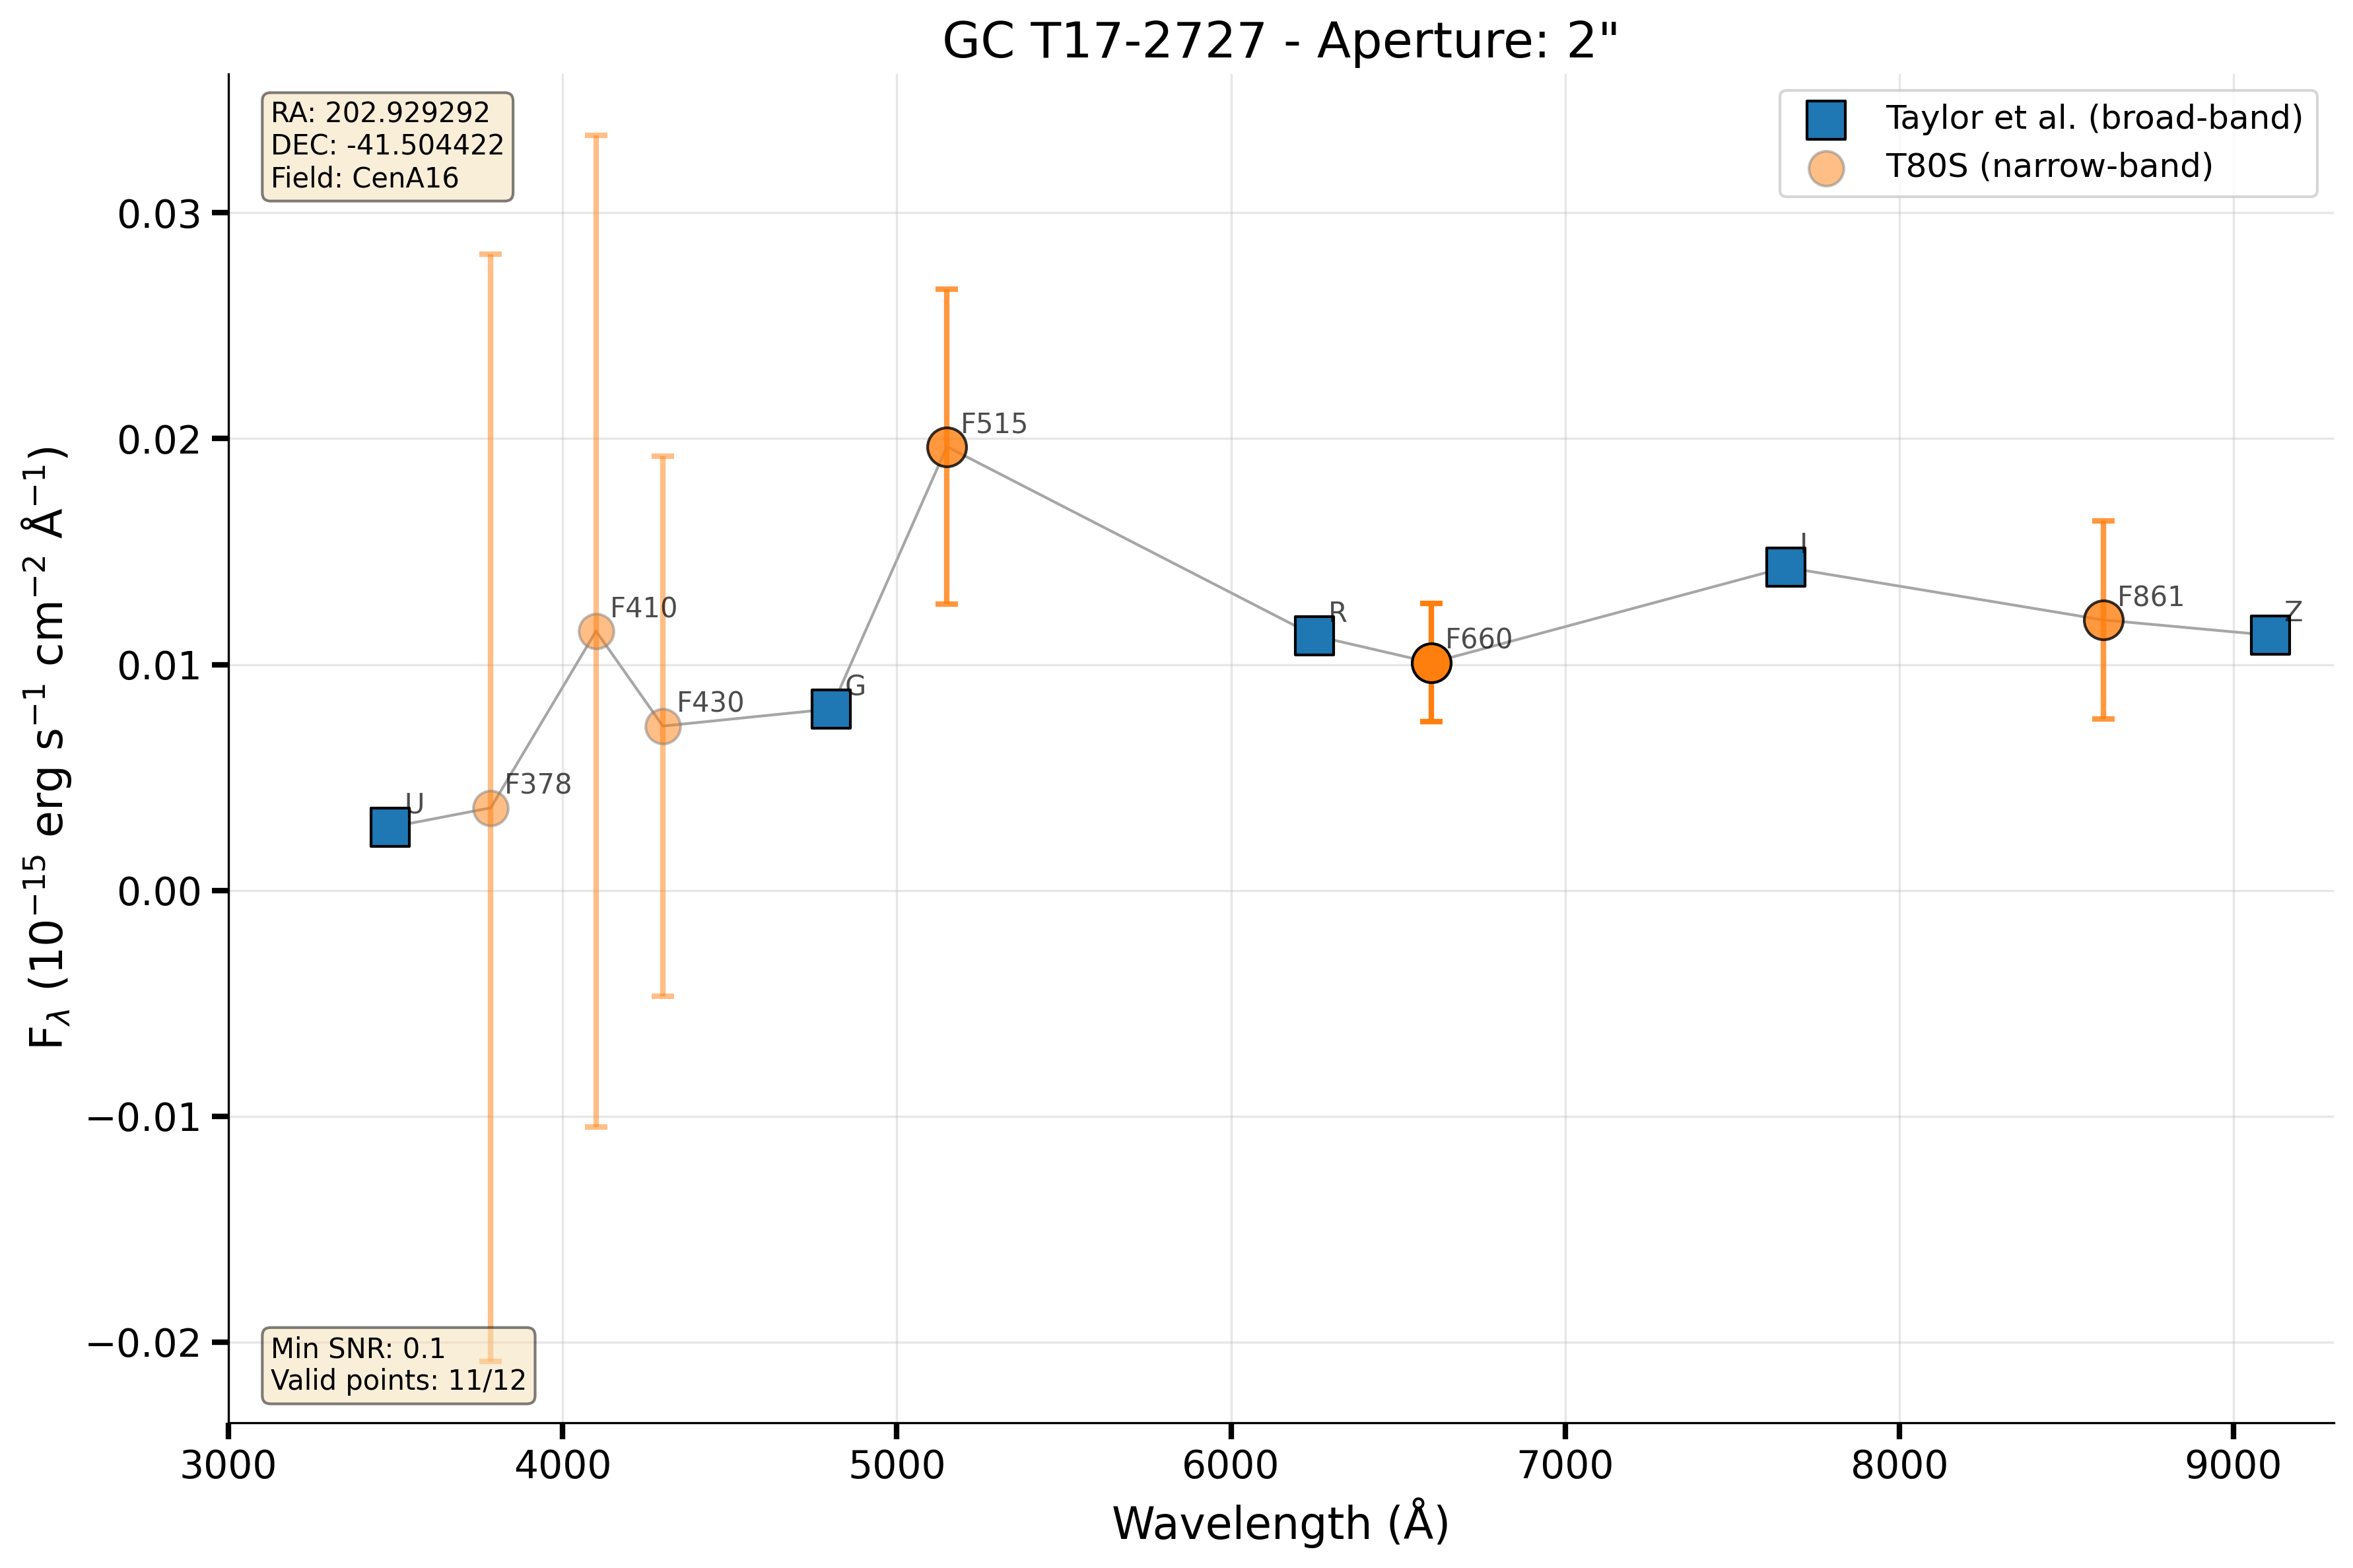 GC T17-2727 - Aperture: 2"
RA: 202.929292
DEC: -41.504422
Field: CenA16
Taylor et al. (broad-band)
T80S (narrow-band)
F_λ (10⁻¹⁵ erg s⁻¹ cm⁻² Å⁻¹)
0.03
0.02
0.01
0.00
−0.01
−0.02
U
F378
F410
F430
G
F515
R
F660
I
F861
Z
Min SNR: 0.1
Valid points: 11/12
3000 4000 5000 6000 7000 8000 9000
Wavelength (Å)